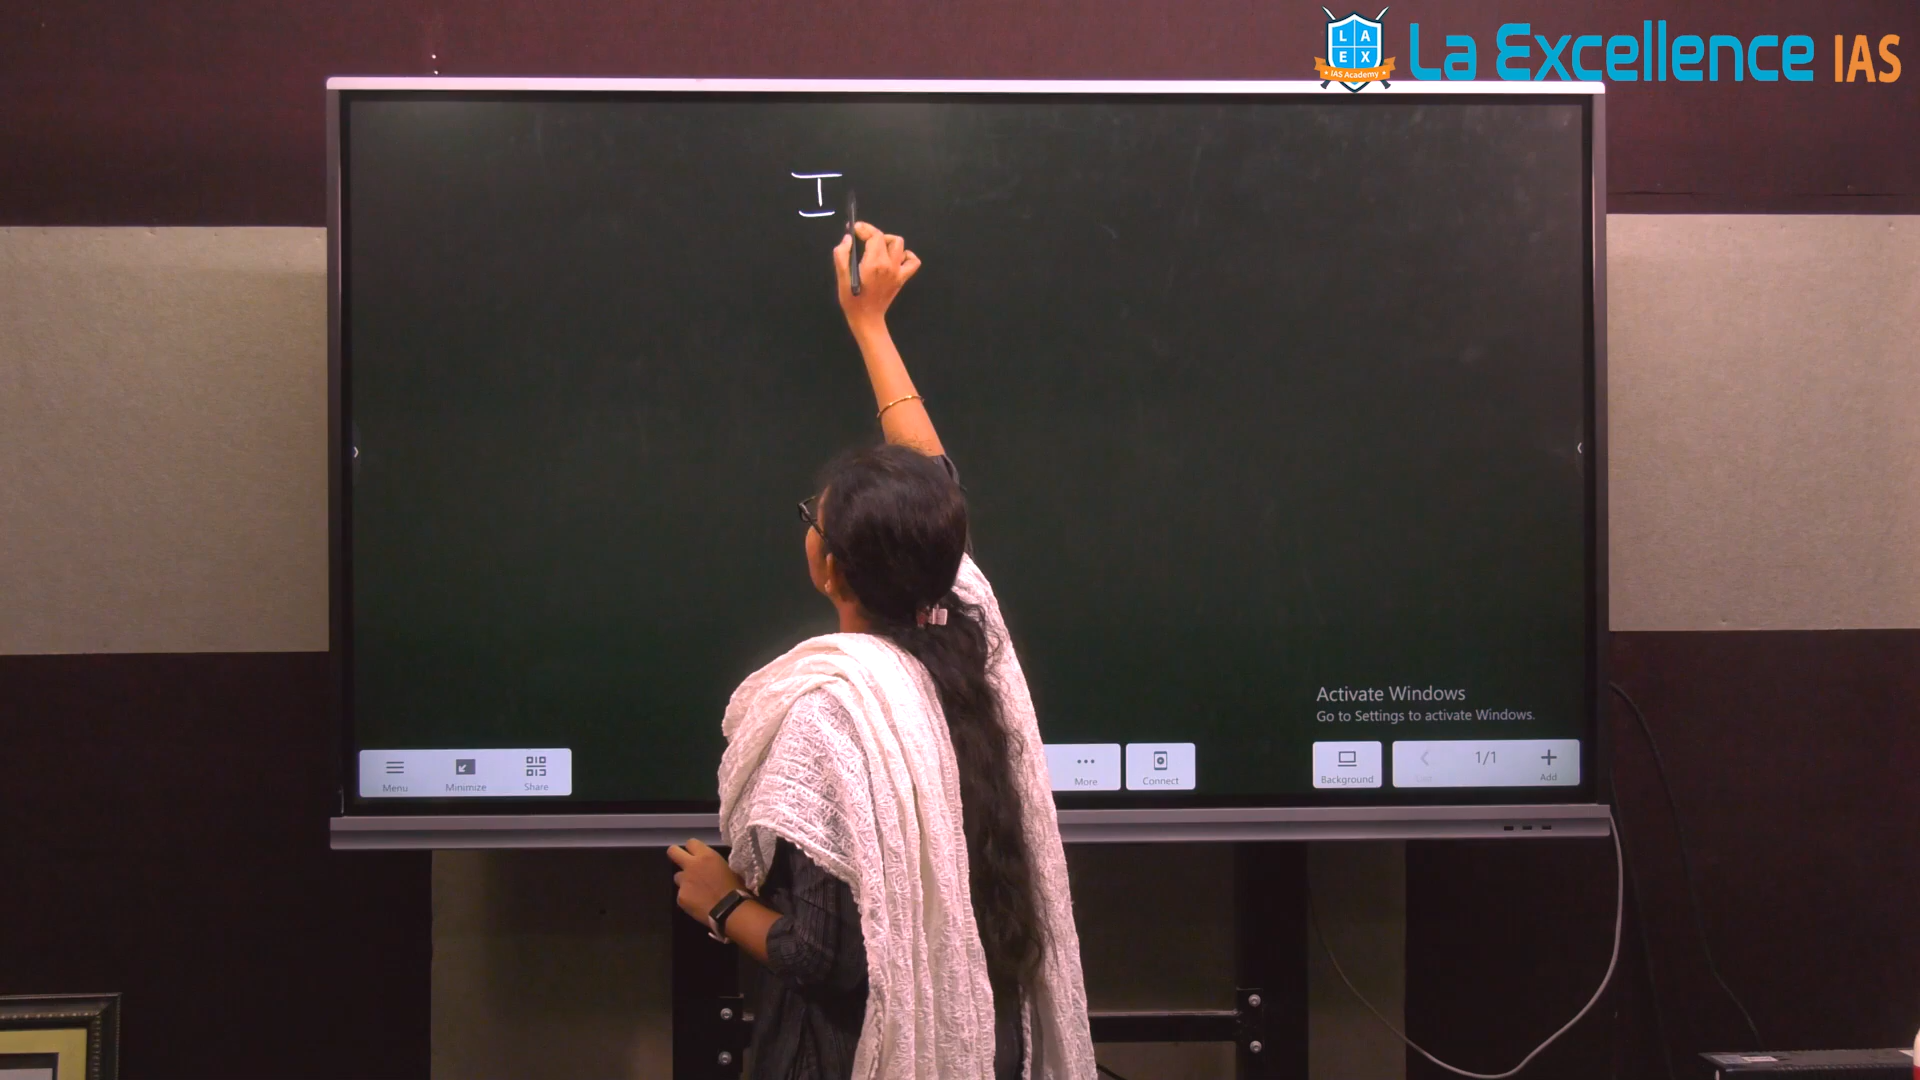 LAEX
IAS Academy
La Excellence IAS
I
Activate Windows
Go to Settings to activate Windows.
Menu
Minimize
Share
More
Connect
Background
1/1
Add